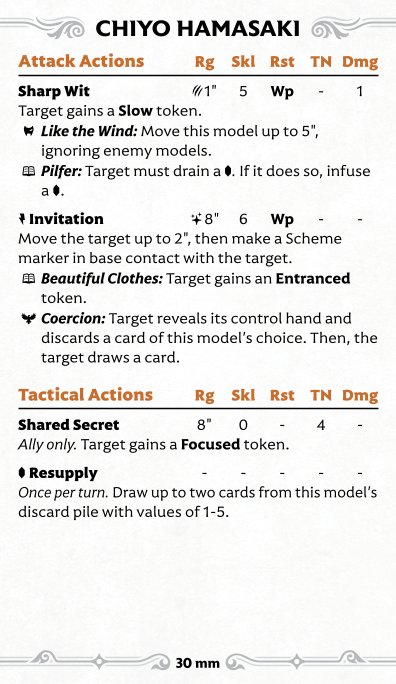 CHIYO HAMASAKI
Attack Actions Rg Skl Rst TN Dmg
Sharp Wit 1" 5 Wp - 1
Target gains a Slow token.
Like the Wind: Move this model up to 5",
ignoring enemy models.
Pilfer: Target must drain a . If it does so, infuse
a .
Invitation 8" 6 Wp - -
Move the target up to 2", then make a Scheme
marker in base contact with the target.
Beautiful Clothes: Target gains an Entranced
token.
Coercion: Target reveals its control hand and
discards a card of this model's choice. Then, the
target draws a card.
Tactical Actions Rg Skl Rst TN Dmg
Shared Secret 8" 0 - 4 -
Ally only. Target gains a Focused token.
Resupply - - - - -
Once per turn. Draw up to two cards from this model's
discard pile with values of 1-5.
30 mm